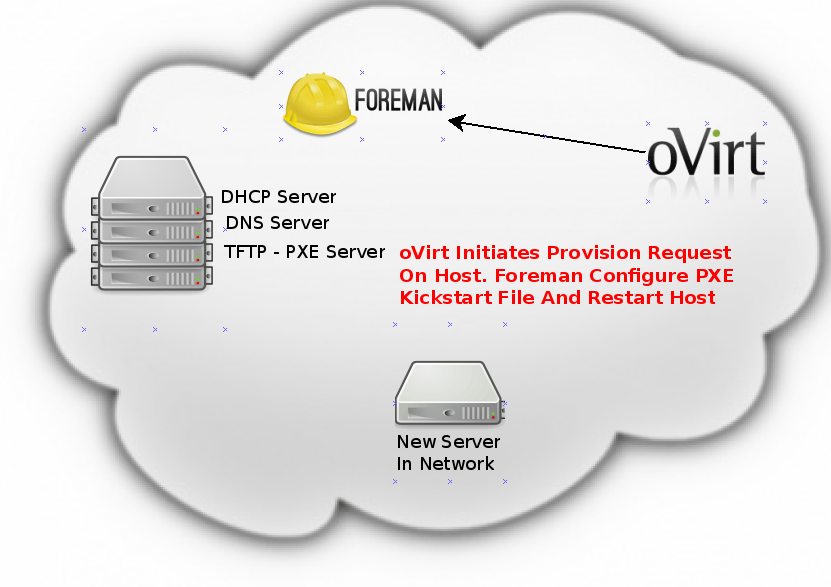 FOREMAN
oVirt
DHCP Server
DNS Server
TFTP - PXE Server
oVirt Initiates Provision Request
On Host. Foreman Configure PXE
Kickstart File And Restart Host
New Server
In Network